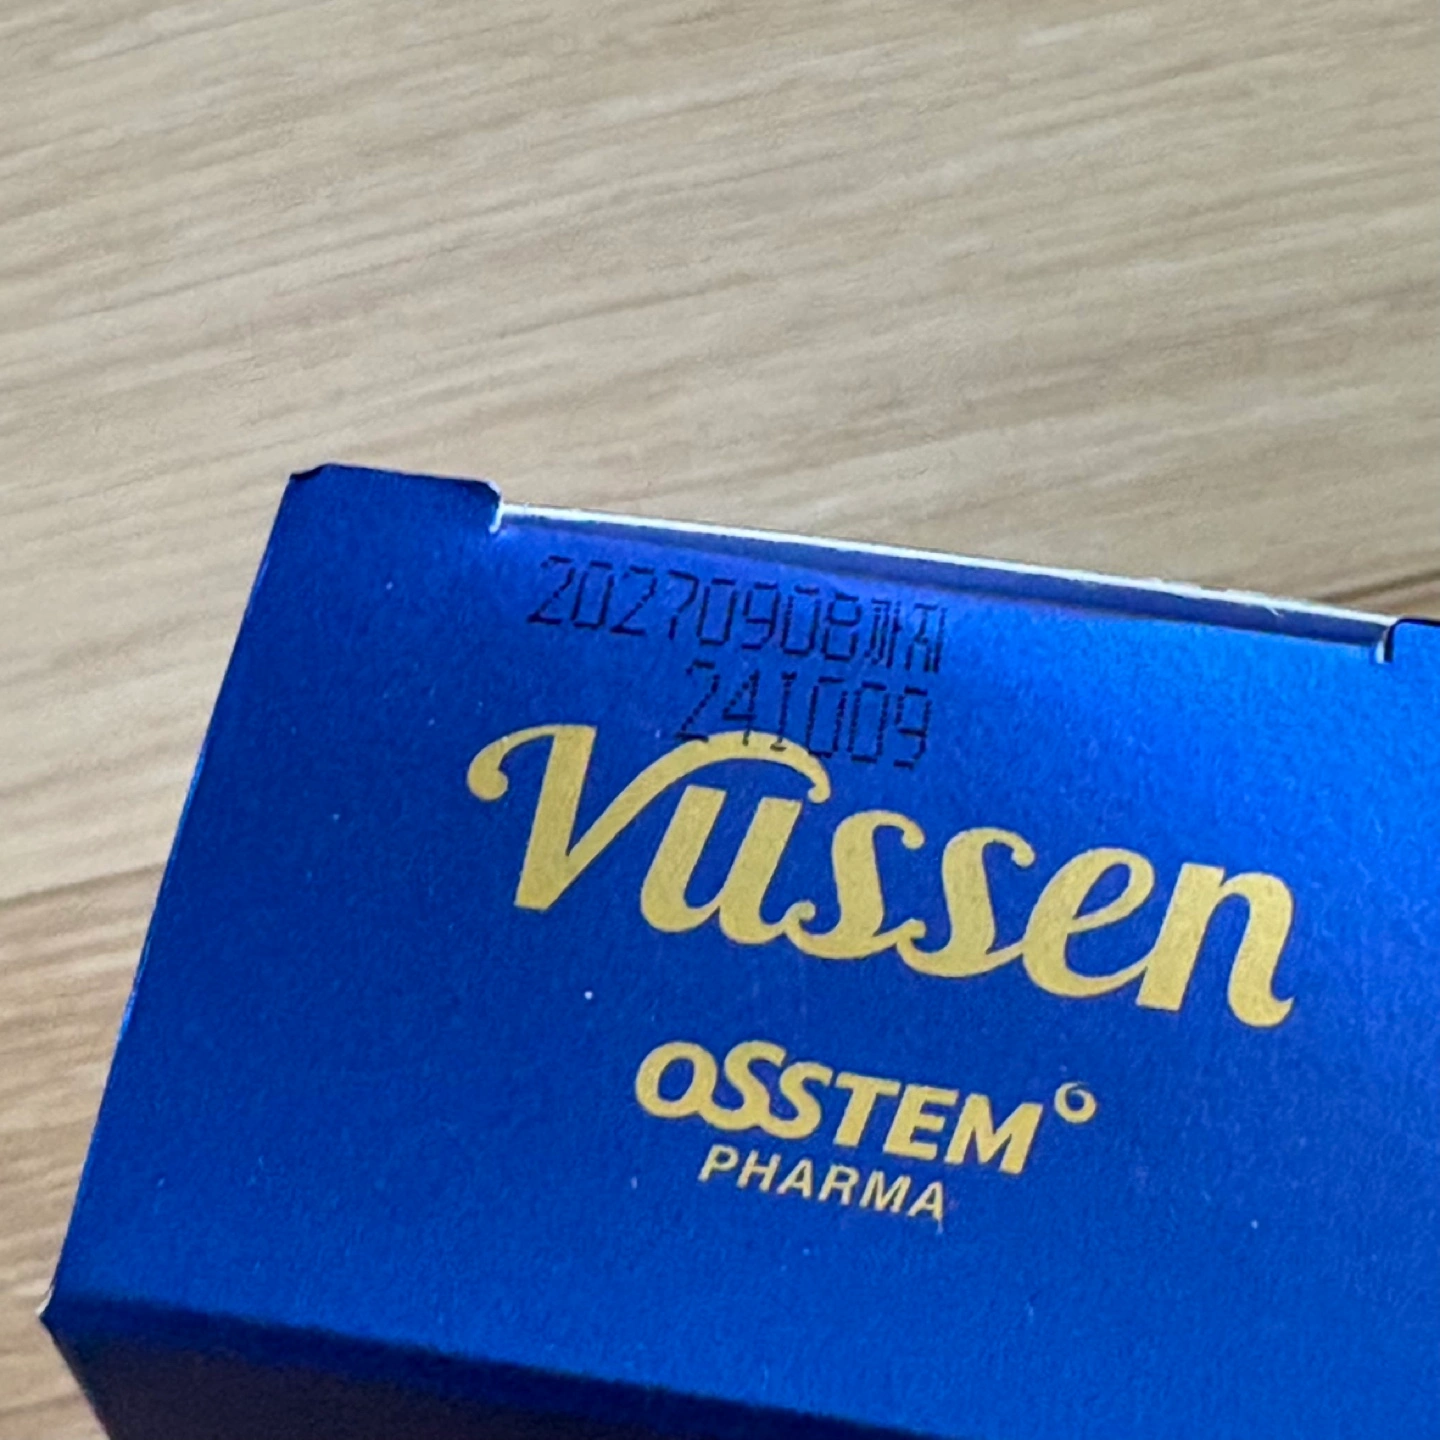 20270908까지
241009
Vussen
OSSTEM
PHARMA